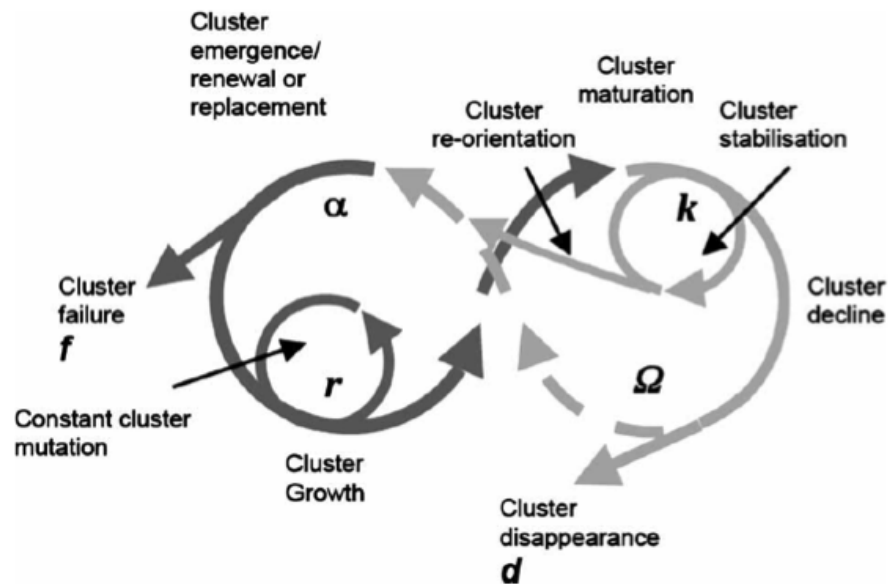 Cluster
emergence/
renewal or
replacement
Cluster
re-orientation
Cluster
maturation
Cluster
stabilisation
α
k
Cluster
failure
f
Cluster
decline
r
Ω
Constant cluster
mutation
Cluster
Growth
Cluster
disappearance
d